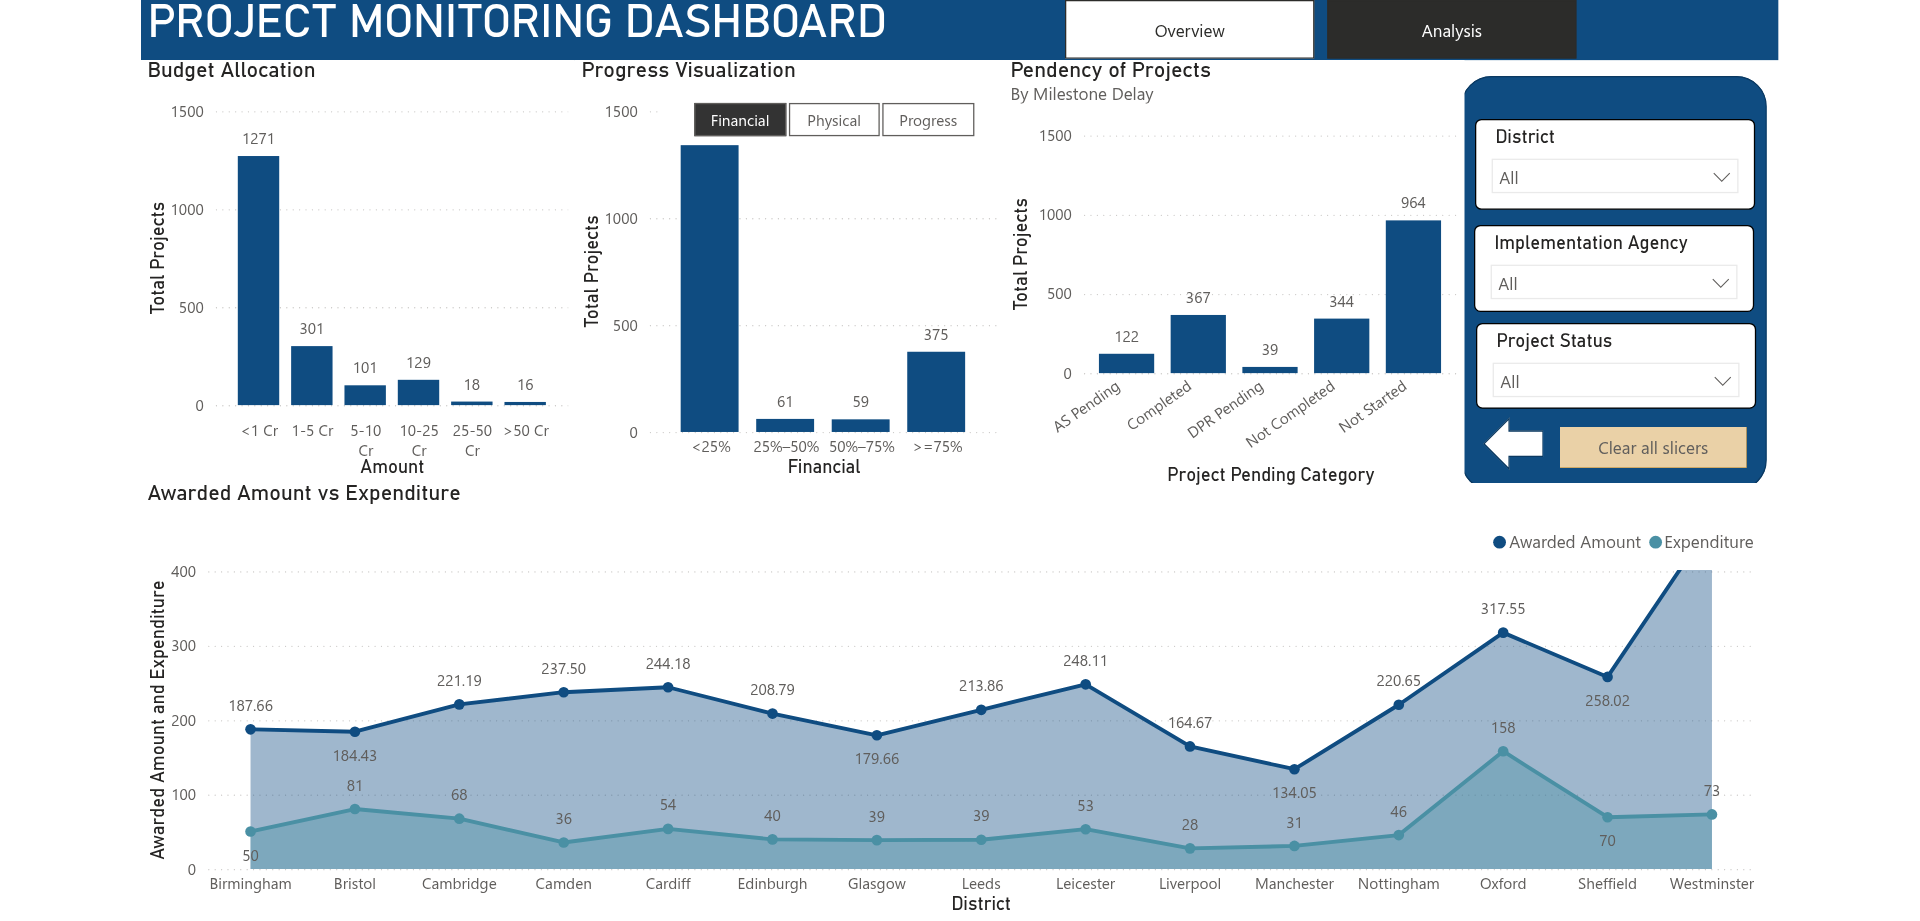 PROJECT MONITORING DASHBOARD
Overview
Analysis
Budget Allocation
1500
1000
500
0
Total Projects
1271
301
101
129
18
16
<1 Cr
1-5 Cr
5-10
Cr
10-25
Cr
25-50
Cr
>50 Cr
Amount
Progress Visualization
Financial
Physical
Progress
1500
1000
500
0
Total Projects
61
59
375
<25%
25%–50%
50%–75%
>=75%
Financial
Pendency of Projects
By Milestone Delay
1500
1000
500
0
Total Projects
122
367
39
344
964
AS Pending
Completed
DPR Pending
Not Completed
Not Started
Project Pending Category
District
All
Implementation Agency
All
Project Status
All
Clear all slicers
Awarded Amount vs Expenditure
Awarded Amount
Expenditure
400
300
200
100
0
Awarded Amount and Expenditure
187.66
184.43
221.19
237.50
244.18
208.79
179.66
213.86
248.11
164.67
134.05
220.65
317.55
258.02
50
81
68
36
54
40
39
39
53
28
31
46
158
70
73
Birmingham
Bristol
Cambridge
Camden
Cardiff
Edinburgh
Glasgow
Leeds
Leicester
Liverpool
Manchester
Nottingham
Oxford
Sheffield
Westminster
District